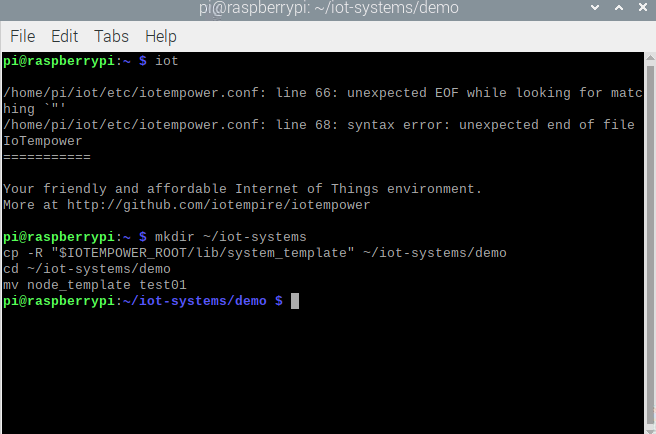 pi@raspberrypi: ~/iot-systems/demo
File Edit Tabs Help
pi@raspberrypi:~ $ iot
/home/pi/iot/etc/iotempower.conf: line 66: unexpected EOF while looking for matc
hing `"'
/home/pi/iot/etc/iotempower.conf: line 68: syntax error: unexpected end of file
IoTempower
===========
Your friendly and affordable Internet of Things environment.
More at http://github.com/iotempire/iotempower
pi@raspberrypi:~ $ mkdir ~/iot-systems
cp -R "$IOTEMPOWER_ROOT/lib/system_template" ~/iot-systems/demo
cd ~/iot-systems/demo
mv node_template test01
pi@raspberrypi:~/iot-systems/demo $